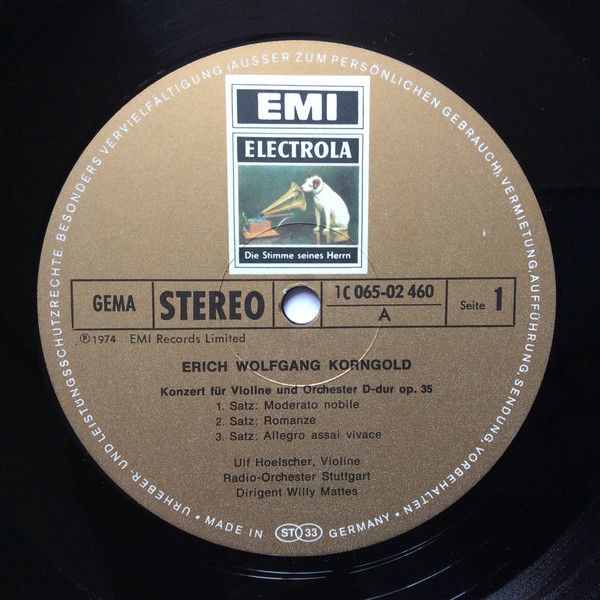 URHEBER- UND LEISTUNGSSCHUTZRECHTE, BESONDERS VERVIELFÄLTIGUNG (AUSSER ZUM PERSÖNLICHEN GEBRAUCH), VERMIETUNG, AUFFÜHRUNG, SENDUNG, VORBEHALTEN
EMI
ELECTROLA
Die Stimme seines Herrn
GEMA
STEREO
1C 065-02 460
A
Seite 1
℗ 1974 EMI Records Limited
ERICH WOLFGANG KORNGOLD
Konzert für Violine und Orchester D-dur op. 35
1. Satz: Moderato nobile
2. Satz: Romanze
3. Satz: Allegro assai vivace
Ulf Hoelscher, Violine
Radio-Orchester Stuttgart
Dirigent Willy Mattes
• MADE IN ST 33 GERMANY •